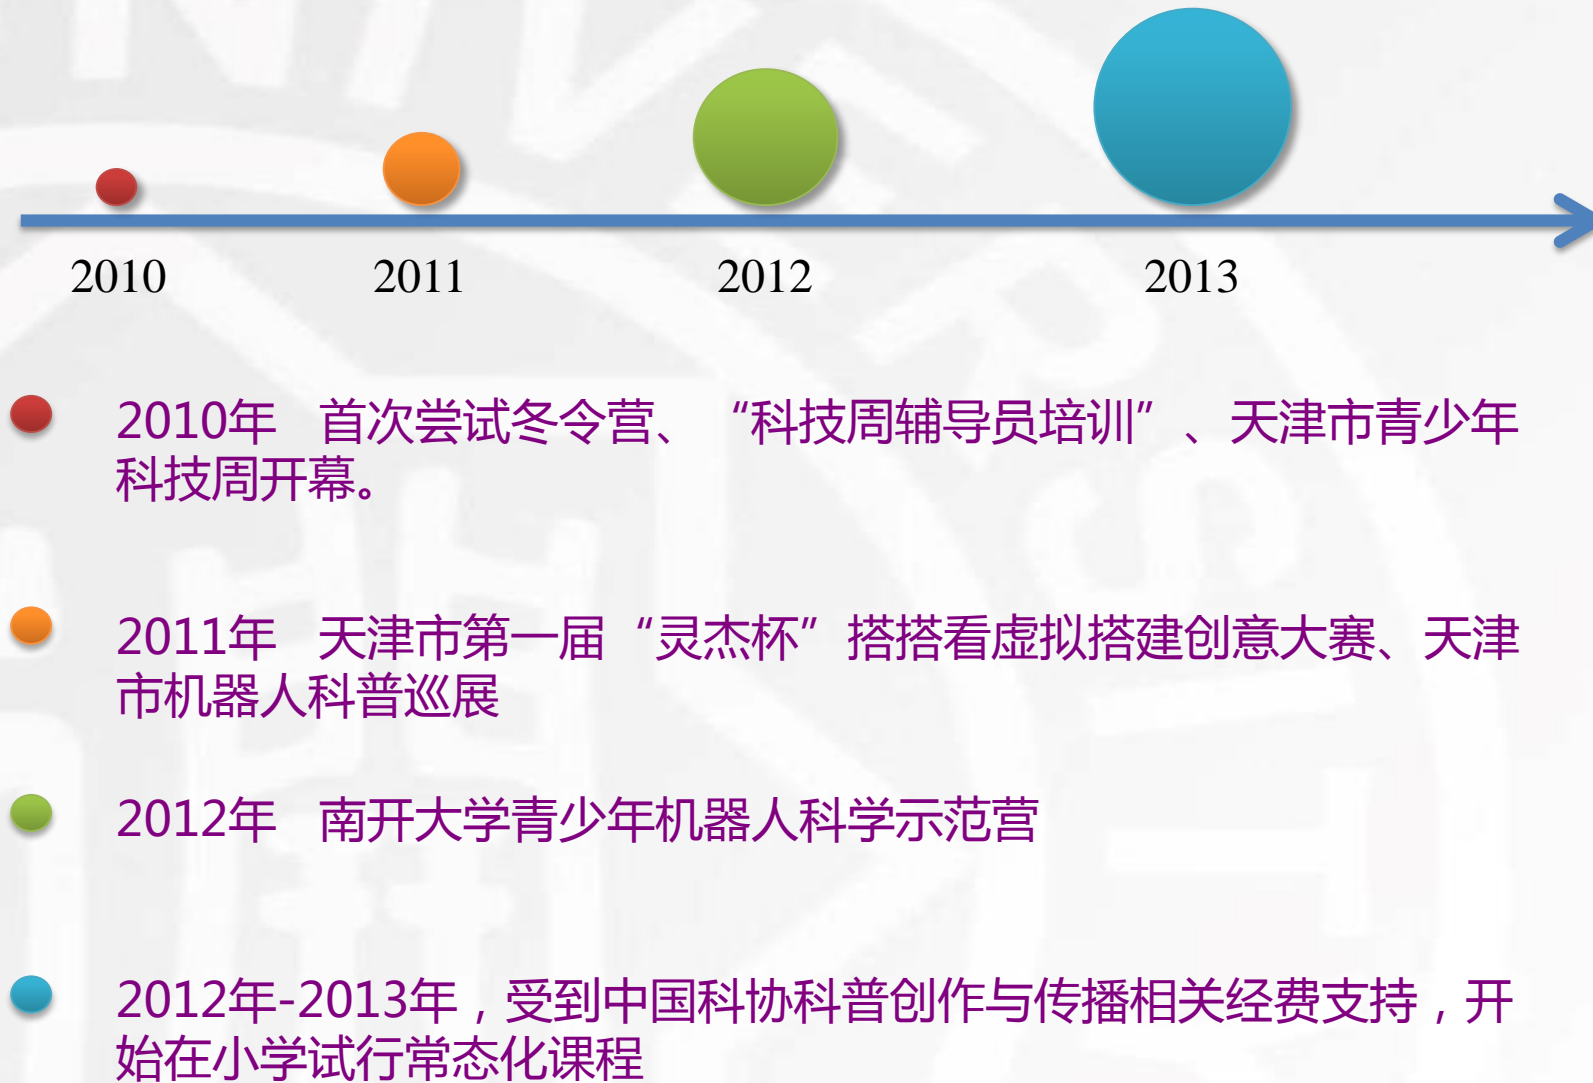 2010 2011 2012 2013
2010年 首次尝试冬令营、 “科技周辅导员培训” 、天津市青少年
科技周开幕。
2011年 天津市第一届 “灵杰杯” 搭搭看虚拟搭建创意大赛、天津
市机器人科普巡展
2012年 南开大学青少年机器人科学示范营
2012年-2013年，受到中国科协科普创作与传播相关经费支持，开
始在小学试行常态化课程